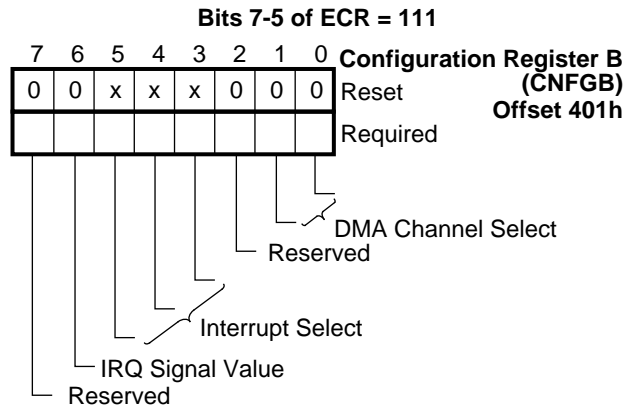 Bits 7-5 of ECR = 111
7 6 5 4 3 2 1 0 Configuration Register B
(CNFGB)
Offset 401h
0 0 x x x 0 0 0 Reset
Required
DMA Channel Select
Reserved
Interrupt Select
IRQ Signal Value
Reserved